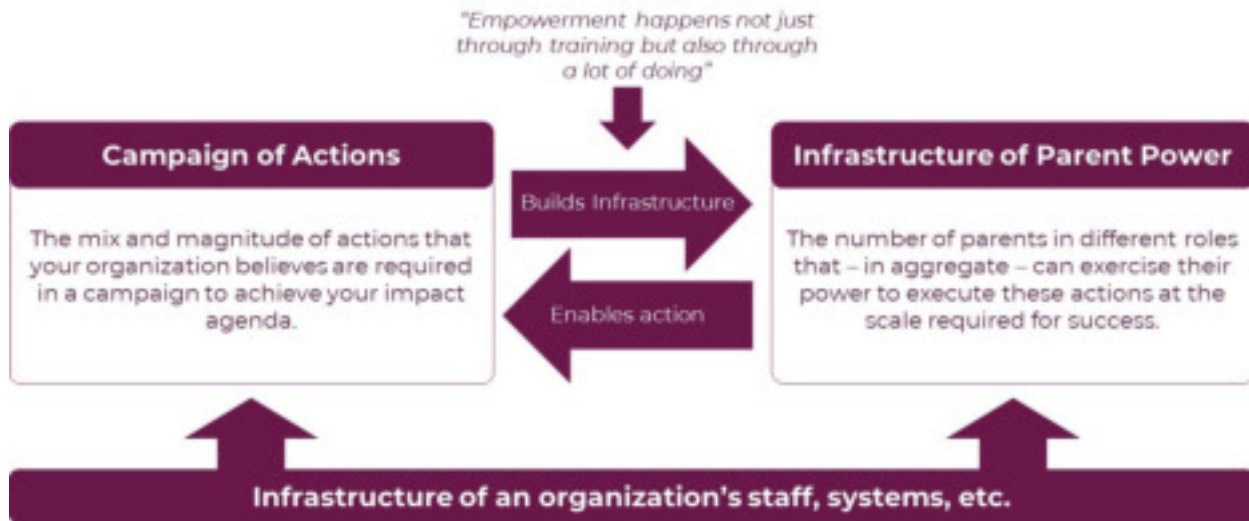 "Empowerment happens not just
through training but also through
a lot of doing"
Campaign of Actions
The mix and magnitude of actions that
your organization believes are required
in a campaign to achieve your impact
agenda.
Builds Infrastructure
Enables action
Infrastructure of Parent Power
The number of parents in different roles
that – in aggregate – can exercise their
power to execute these actions at the
scale required for success.
Infrastructure of an organization's staff, systems, etc.